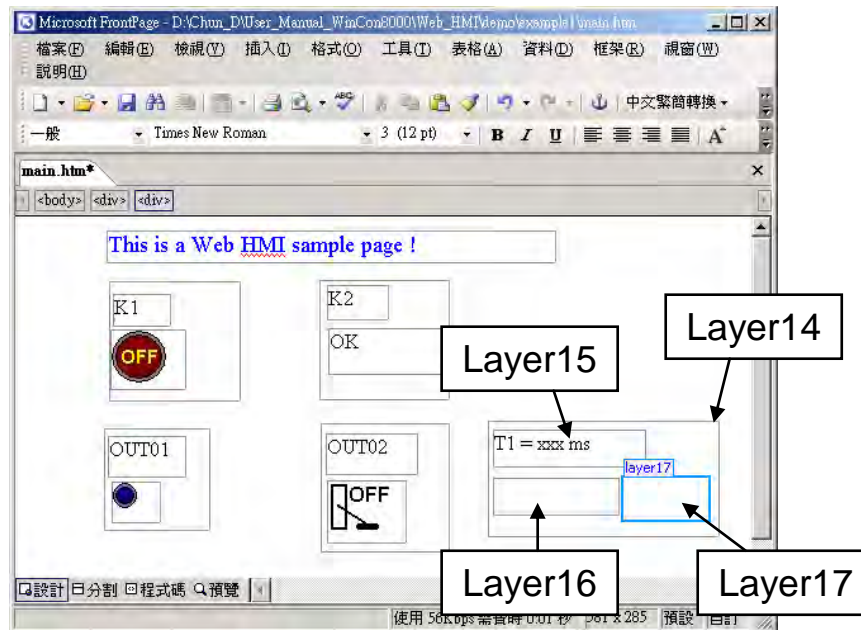 Microsoft FrontPage - D:\Chun_D\User_Manual_WinCon8000\Web_HMI\demo\example1\main.htm
檔案(F) 編輯(E) 檢視(V) 插入(I) 格式(O) 工具(T) 表格(A) 資料(D) 框架(R) 視窗(W)
說明(H)
中文繁簡轉換
一般 Times New Roman 3 (12 pt) B I U A
main.htm*
<body> <div> <div>
This is a Web HMI sample page !
K1
OFF
K2
OK
Layer15
Layer14
OUT01
OUT02
OFF
T1 = xxx ms
layer17
Layer16
Layer17
設計 分割 程式碼 預覽
使用 56Kbps 需費時 0:01 秒 581 x 285 預設 自訂